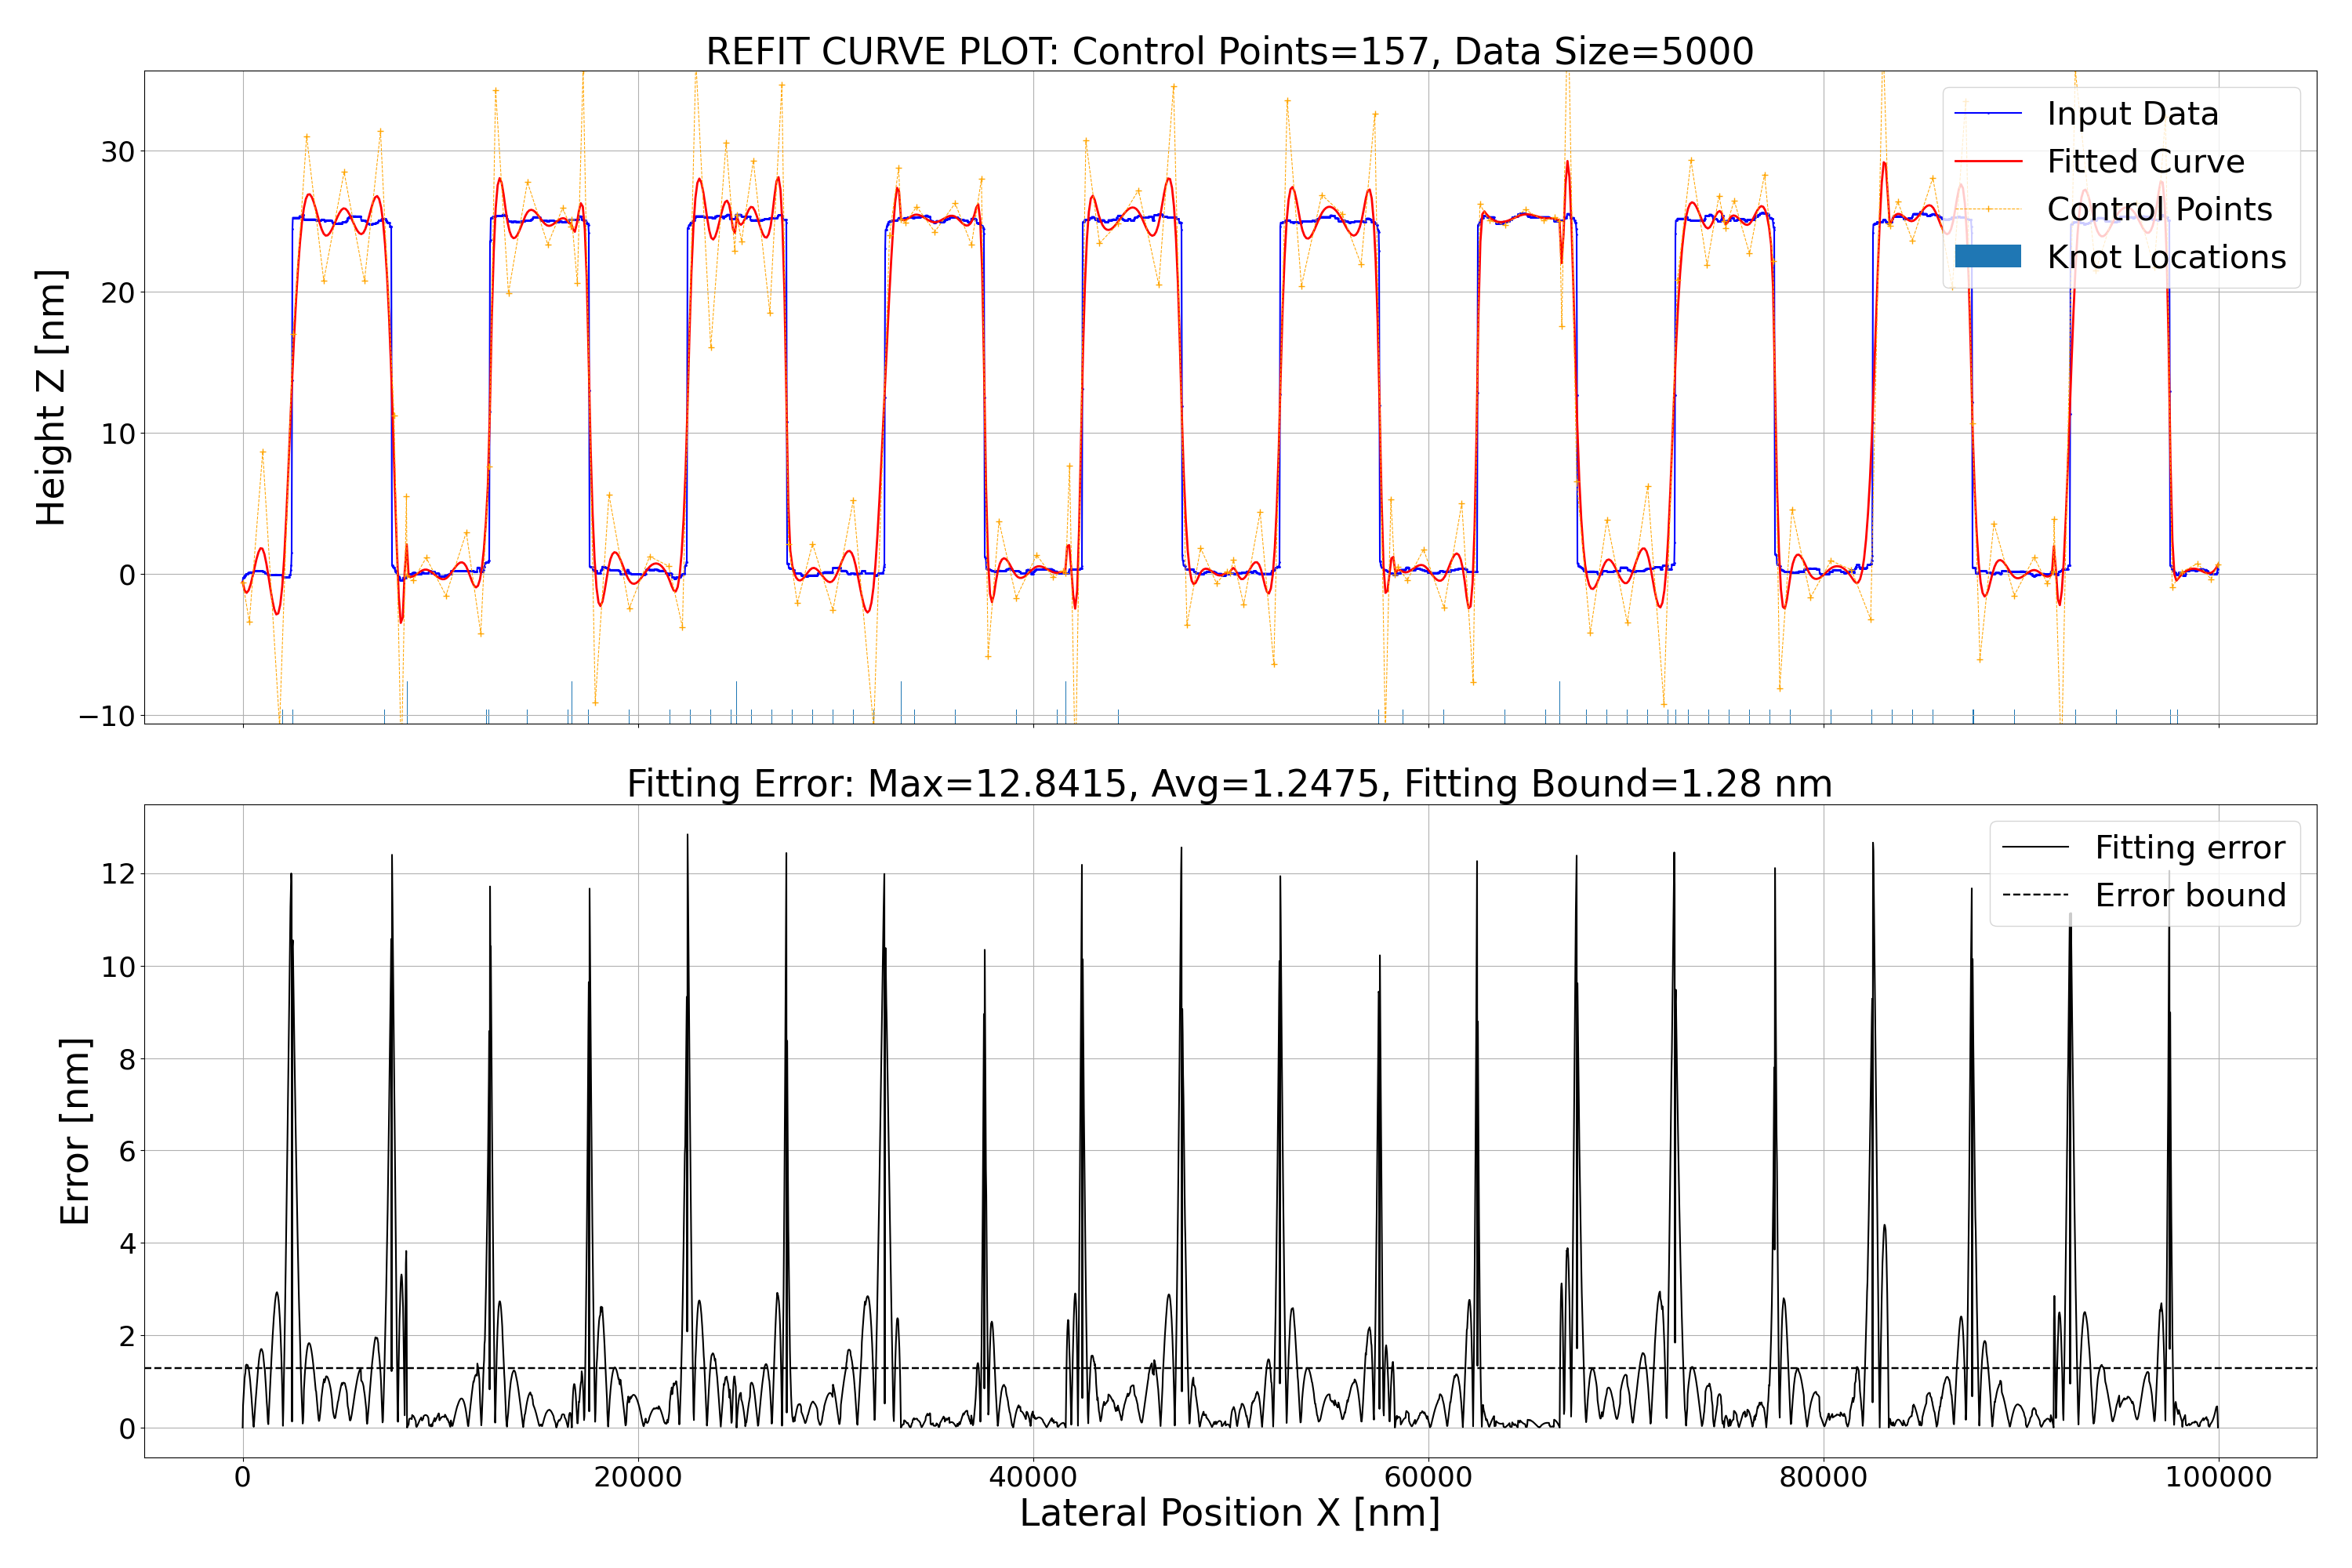 REFIT CURVE PLOT: Control Points=157, Data Size=5000
Height Z [nm]
30
20
10
0
−10
Input Data
Fitted Curve
Control Points
Knot Locations
Fitting Error: Max=12.8415, Avg=1.2475, Fitting Bound=1.28 nm
Error [nm]
12
10
8
6
4
2
0
Fitting error
Error bound
0
20000
40000
60000
80000
100000
Lateral Position X [nm]